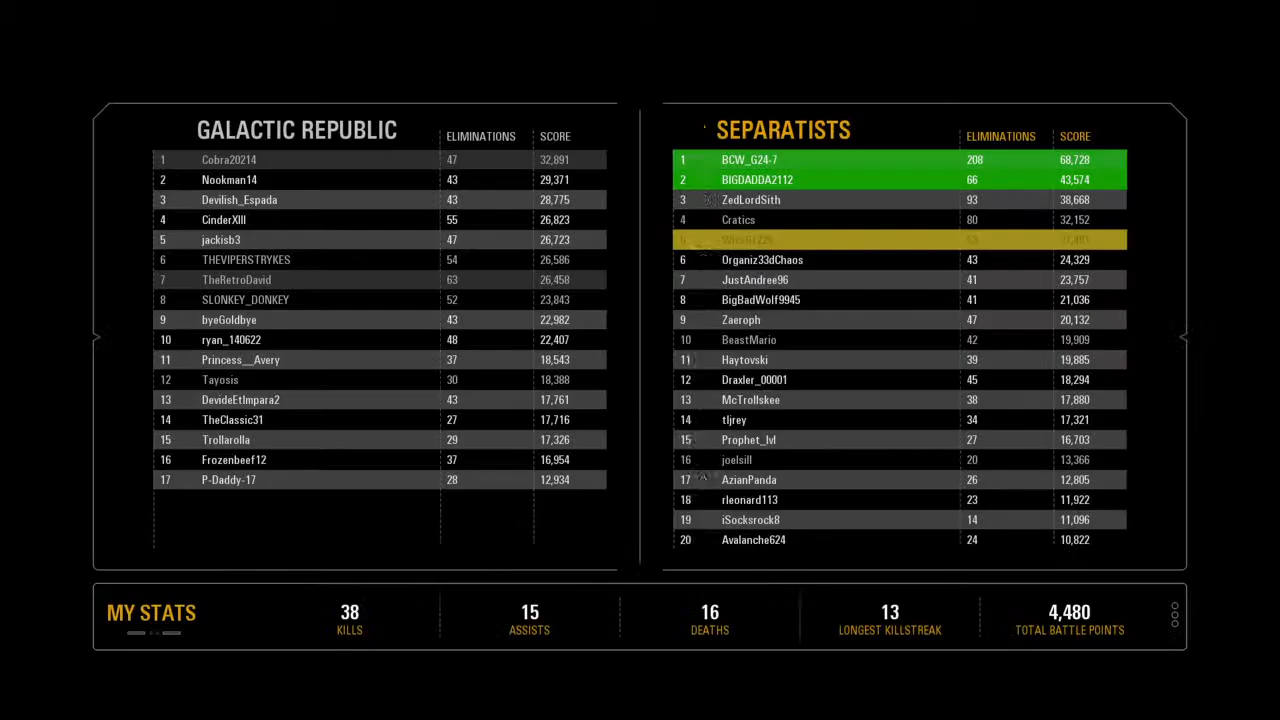 GALACTIC REPUBLIC ELIMINATIONS SCORE
1 Cobra20214 47 32,891
2 Nookman14 43 29,371
3 Devilish_Espada 43 28,775
4 CinderXIII 55 26,823
5 jackisb3 47 26,723
6 THEVIPERSTRYKES 54 26,586
7 TheRetroDavid 63 26,458
8 SLONKEY_DONKEY 52 23,843
9 byeGoldbye 43 22,982
10 ryan_140622 48 22,407
11 Princess__Avery 37 18,543
12 Tayosis 30 18,388
13 DevideEtImpara2 43 17,761
14 TheClassic31 27 17,716
15 Trollarolla 29 17,326
16 Frozenbeef12 37 16,954
17 P-Daddy-17 28 12,934
SEPARATISTS ELIMINATIONS SCORE
1 BCW_G24-7 208 68,728
2 BIGDADDA2112 66 43,574
3 ZedLordSith 93 38,668
4 Cratics 80 32,152
5
6 Organiz33dChaos 43 24,329
7 JustAndree96 41 23,757
8 BigBadWolf9945 41 21,036
9 Zaeroph 47 20,132
10 BeastMario 42 19,909
11 Haytovski 39 19,885
12 Draxler_00001 45 18,294
13 McTrollskee 38 17,880
14 tljrey 34 17,321
15 Prophet_lvl 27 16,703
16 joelsill 20 13,366
17 AzianPanda 26 12,805
18 rleonard113 23 11,922
19 iSocksrock8 14 11,096
20 Avalanche624 24 10,822
MY STATS
38 15 16 13 4,480
KILLS ASSISTS DEATHS LONGEST KILLSTREAK TOTAL BATTLE POINTS